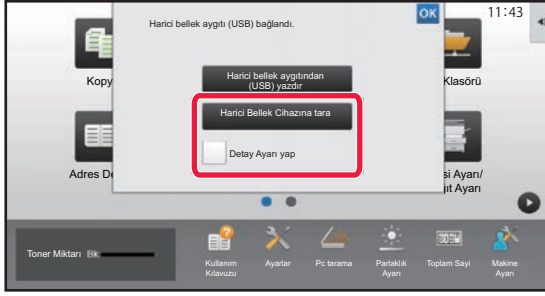 11:43
Harici bellek aygıtı (USB) bağlandı.
OK
Harici bellek aygıtından
(USB) yazdır
Harici Bellek Cihazına tara
Detay Ayarı yap
Kopy
Klasörü
Adres De
si Ayarı/
ıt Ayarı
Toner Miktarı Bk
Kullanım
Kılavuzu
Ayarlar
Pc tarama
Parlaklık
Ayarı
Toplam Sayi
Makine
Ayarı